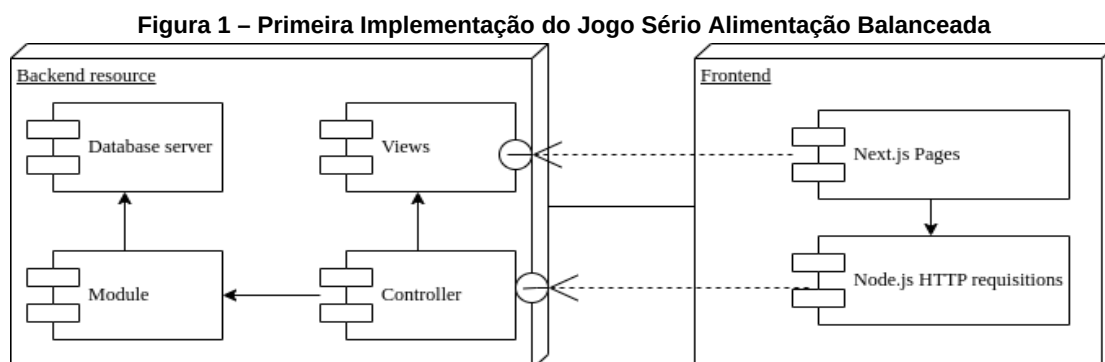 Figura 1 – Primeira Implementação do Jogo Sério Alimentação Balanceada
Backend resource
Database server
Views
Module
Controller
Frontend
Next.js Pages
Node.js HTTP requisitions